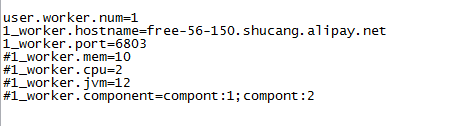 user.worker.num=1
1_worker.hostname=free-56-150.shucang.alipay.net
1_worker.port=6803
#1_worker.mem=10
#1_worker.cpu=2
#1_worker.jvm=12
#1_worker.component=compont:1;compont:2